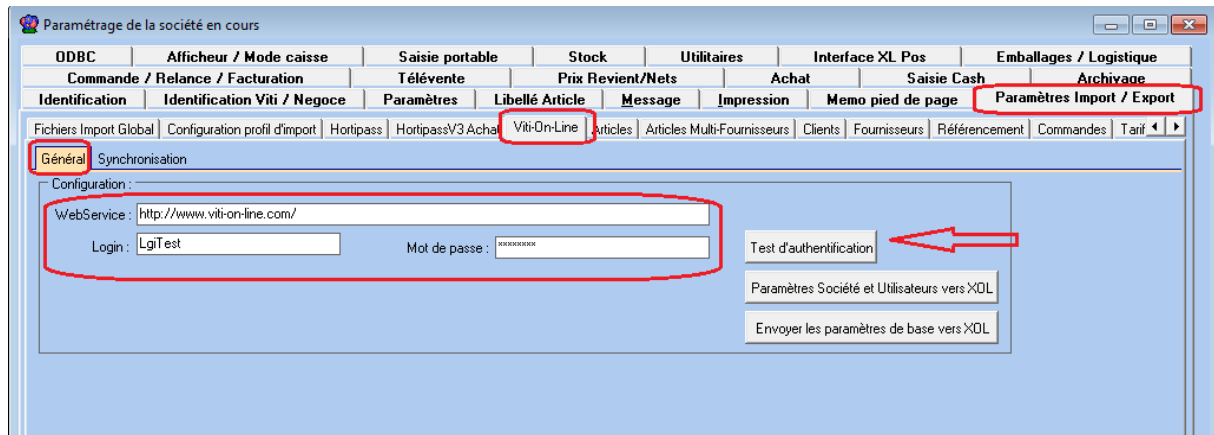 Paramétrage de la société en cours
ODBC Afficheur / Mode caisse Saisie portable Stock Utilitaires Interface XL Pos Emballages / Logistique
Commande / Relance / Facturation Télévente Prix Revient/Nets Achat Saisie Cash Archivage
Identification Identification Viti / Negoce Paramètres Libellé Article Message Impression Memo pied de page Paramètres Import / Export
Fichiers Import Global Configuration profil d'import Hortipass HortipassV3 Achat Viti-On-Line Articles Articles Multi-Fournisseurs Clients Fournisseurs Référencement Commandes Tarif
Général Synchronisation
Configuration :
WebService : http://www.viti-on-line.com/
Login : LgiTest Mot de passe : ******** Test d'authentification
Paramètres Société et Utilisateurs vers XOL
Envoyer les paramètres de base vers XOL